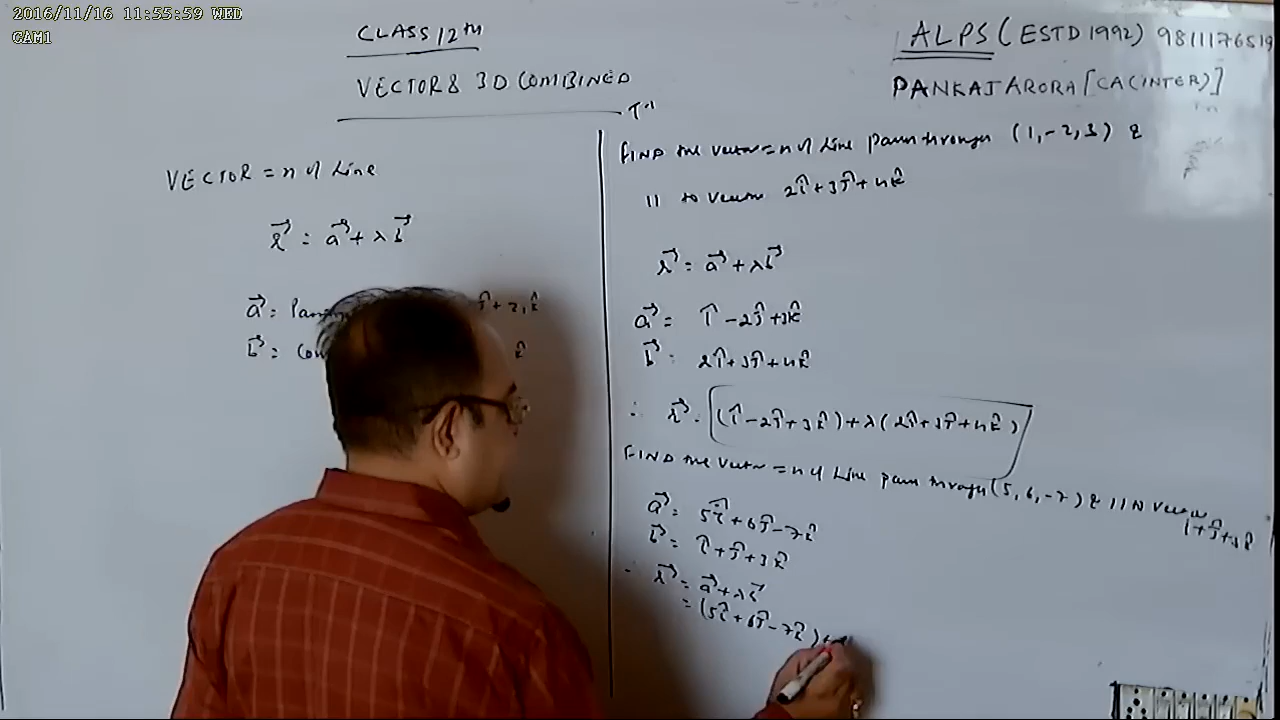 2016/11/16 11:55:59 WED
CAM1
CLASS 12TH
VECTOR & 3D COMBINED
T-1
ALPS (ESTD 1992) 9811176519
PANKAJ ARORA [CA (INTER)]
VECTOR = n of Line
r⃗ = a⃗ + λb⃗
a⃗ =
b⃗ =
FIND the vector = n of Line pass through (1, -2, 3) &
|| to vector 2î + 3ĵ + 4k̂
r⃗ = a⃗ + λb⃗
a⃗ = î - 2ĵ + 3k̂
b⃗ = 2î + 3ĵ + 4k̂
∴ r⃗ = (î - 2ĵ + 3k̂) + λ(2î + 3ĵ + 4k̂)
FIND the vector = n of Line pass through (5, 6, -7) & || to vector
î + ĵ + 3k̂
a⃗ = 5î + 6ĵ - 7k̂
b⃗ = î + ĵ + 3k̂
∴ r⃗ = a⃗ + λb⃗
= (5î + 6ĵ - 7k̂) +